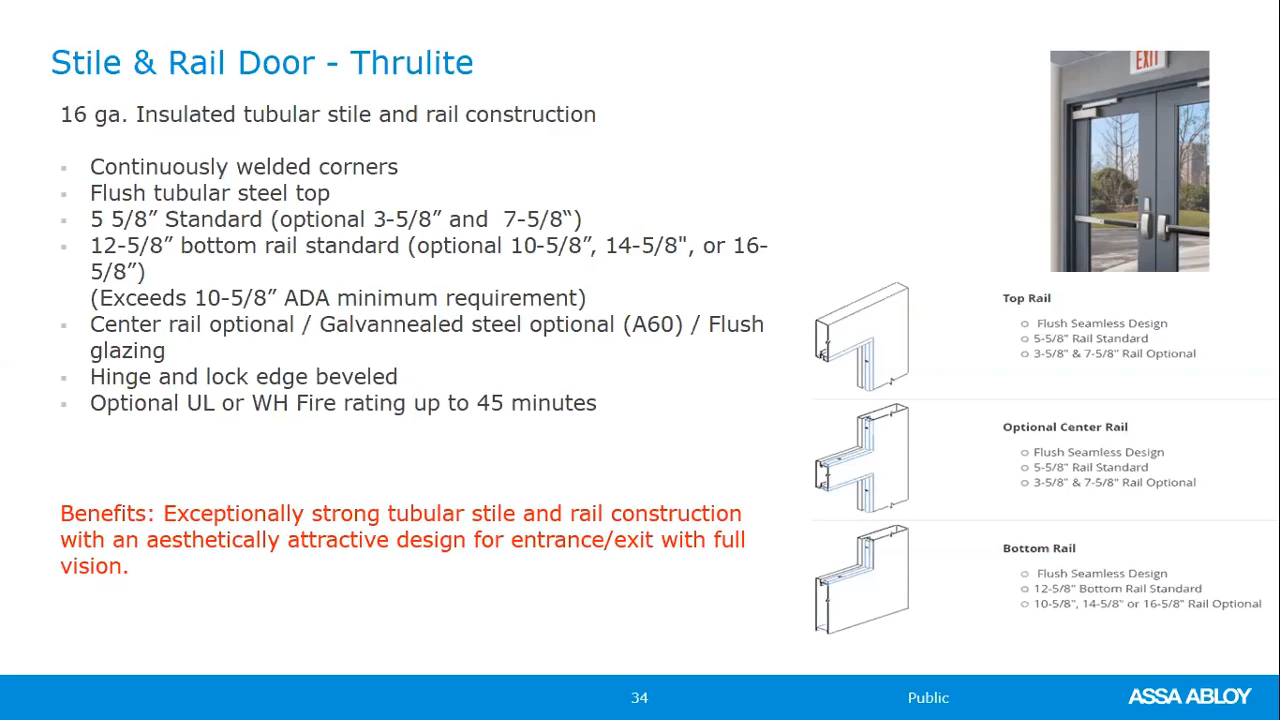 Stile & Rail Door - Thrulite
16 ga. Insulated tubular stile and rail construction
▪ Continuously welded corners
▪ Flush tubular steel top
▪ 5 5/8” Standard (optional 3-5/8” and  7-5/8“)
▪ 12-5/8” bottom rail standard (optional 10-5/8”, 14-5/8", or 16-
5/8”)
(Exceeds 10-5/8” ADA minimum requirement)
▪ Center rail optional / Galvannealed steel optional (A60) / Flush
glazing
▪ Hinge and lock edge beveled
▪ Optional UL or WH Fire rating up to 45 minutes
Benefits: Exceptionally strong tubular stile and rail construction
with an aesthetically attractive design for entrance/exit with full
vision.
EXIT
Top Rail
○ Flush Seamless Design
○ 5-5/8" Rail Standard
○ 3-5/8" & 7-5/8" Rail Optional
Optional Center Rail
○ Flush Seamless Design
○ 5-5/8" Rail Standard
○ 3-5/8" & 7-5/8" Rail Optional
Bottom Rail
○ Flush Seamless Design
○ 12-5/8" Bottom Rail Standard
○ 10-5/8", 14-5/8" or 16-5/8" Rail Optional
34
Public
ASSA ABLOY